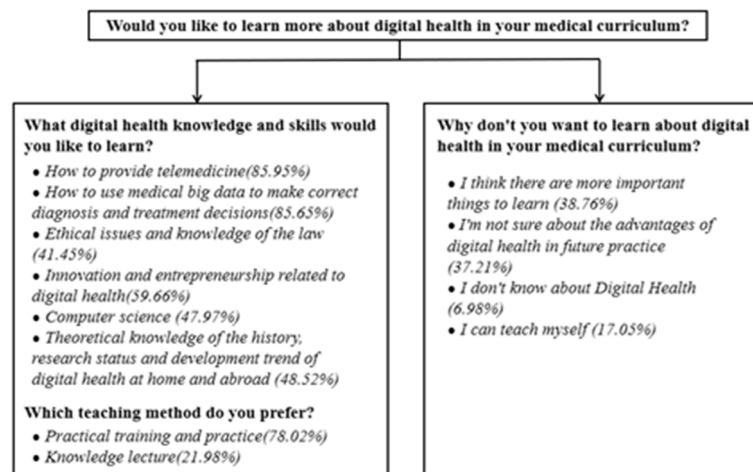 Would you like to learn more about digital health in your medical curriculum?
What digital health knowledge and skills would
you like to learn?
● How to provide telemedicine(85.95%)
● How to use medical big data to make correct
diagnosis and treatment decisions(85.65%)
● Ethical issues and knowledge of the law
(41.45%)
● Innovation and entrepreneurship related to
digital health(59.66%)
● Computer science (47.97%)
● Theoretical knowledge of the history,
research status and development trend of
digital health at home and abroad (48.52%)
Which teaching method do you prefer?
● Practical training and practice(78.02%)
● Knowledge lecture(21.98%)
Why don't you want to learn about digital
health in your medical curriculum?
● I think there are more important
things to learn (38.76%)
● I'm not sure about the advantages of
digital health in future practice
(37.21%)
● I don't know about Digital Health
(6.98%)
● I can teach myself (17.05%)